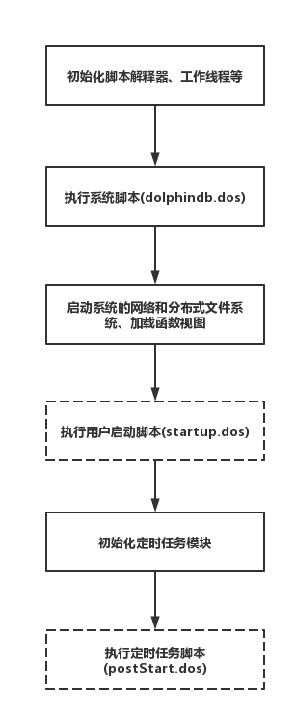 初始化脚本解释器、工作线程等
执行系统脚本(dolphindb.dos)
启动系统的网络和分布式文件系
统、加载函数视图
执行用户启动脚本(startup.dos)
初始化定时任务模块
执行定时任务脚本
(postStart.dos)